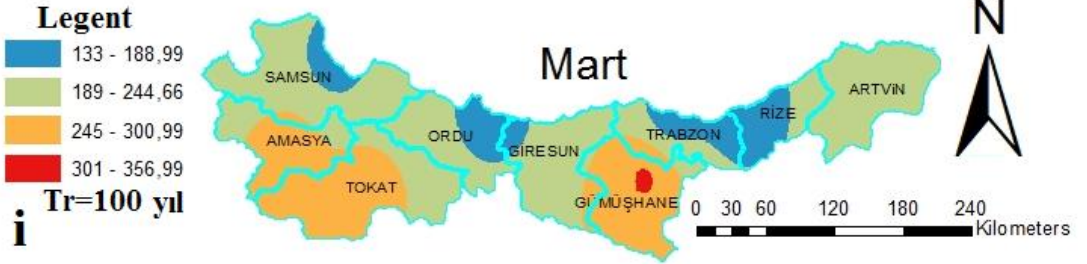 Legent
133 - 188,99
189 - 244,66
245 - 300,99
301 - 356,99
Tr=100 yıl
i
Mart
N
SAMSUN
AMASYA
TOKAT
ORDU
GİRESUN
GÜMÜŞHANE
TRABZON
RİZE
ARTVİN
0 30 60 120 180 240
Kilometers